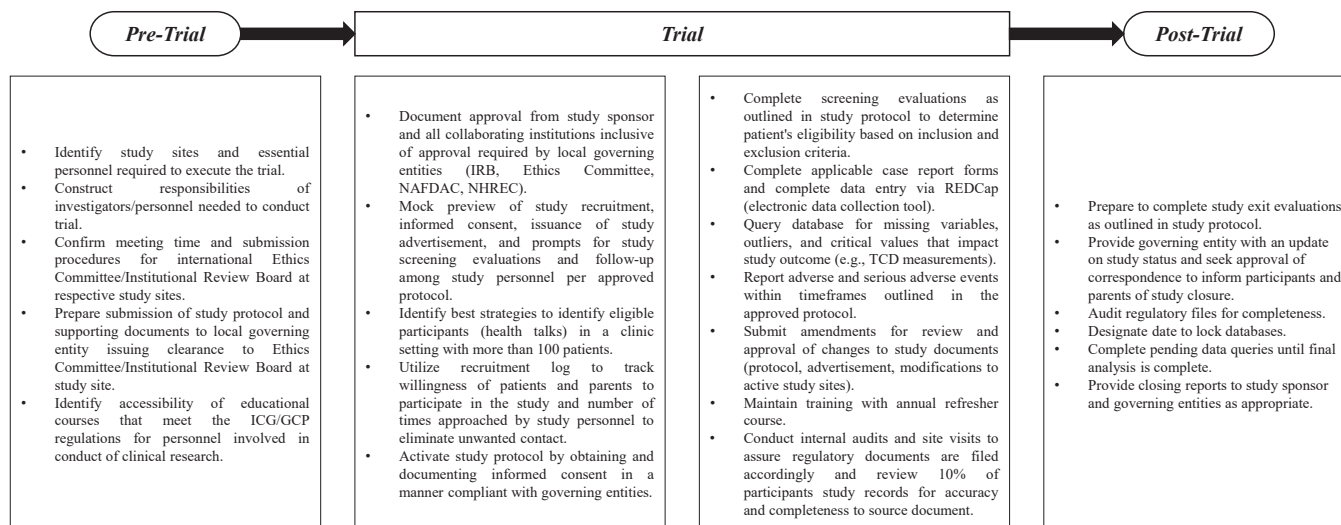 Pre-Trial
Trial
Post-Trial
• Identify study sites and essential
personnel required to execute the trial.
• Construct responsibilities of
investigators/personnel needed to conduct
trial.
• Confirm meeting time and submission
procedures for international Ethics
Committee/Institutional Review Board at
respective study sites.
• Prepare submission of study protocol and
supporting documents to local governing
entity issuing clearance to Ethics
Committee/Institutional Review Board at
study site.
• Identify accessibility of educational
courses that meet the ICG/GCP
regulations for personnel involved in
conduct of clinical research.
• Document approval from study sponsor
and all collaborating institutions inclusive
of approval required by local governing
entities (IRB, Ethics Committee,
NAFDAC, NHREC).
• Mock preview of study recruitment,
informed consent, issuance of study
advertisement, and prompts for study
screening evaluations and follow-up
among study personnel per approved
protocol.
• Identify best strategies to identify eligible
participants (health talks) in a clinic
setting with more than 100 patients.
• Utilize recruitment log to track
willingness of patients and parents to
participate in the study and number of
times approached by study personnel to
eliminate unwanted contact.
• Activate study protocol by obtaining and
documenting informed consent in a
manner compliant with governing entities.
• Complete screening evaluations as
outlined in study protocol to determine
patient's eligibility based on inclusion and
exclusion criteria.
• Complete applicable case report forms
and complete data entry via REDCap
(electronic data collection tool).
• Query database for missing variables,
outliers, and critical values that impact
study outcome (e.g., TCD measurements).
• Report adverse and serious adverse events
within timeframes outlined in the
approved protocol.
• Submit amendments for review and
approval of changes to study documents
(protocol, advertisement, modifications to
active study sites).
• Maintain training with annual refresher
course.
• Conduct internal audits and site visits to
assure regulatory documents are filed
accordingly and review 10% of
participants study records for accuracy
and completeness to source document.
• Prepare to complete study exit evaluations
as outlined in study protocol.
• Provide governing entity with an update
on study status and seek approval of
correspondence to inform participants and
parents of study closure.
• Audit regulatory files for completeness.
• Designate date to lock databases.
• Complete pending data queries until final
analysis is complete.
• Provide closing reports to study sponsor
and governing entities as appropriate.